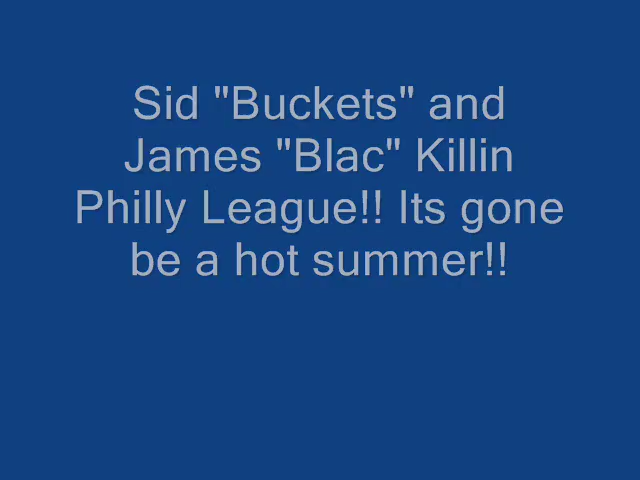 Sid "Buckets" and
James "Blac" Killin
Philly League!! Its gone
be a hot summer!!